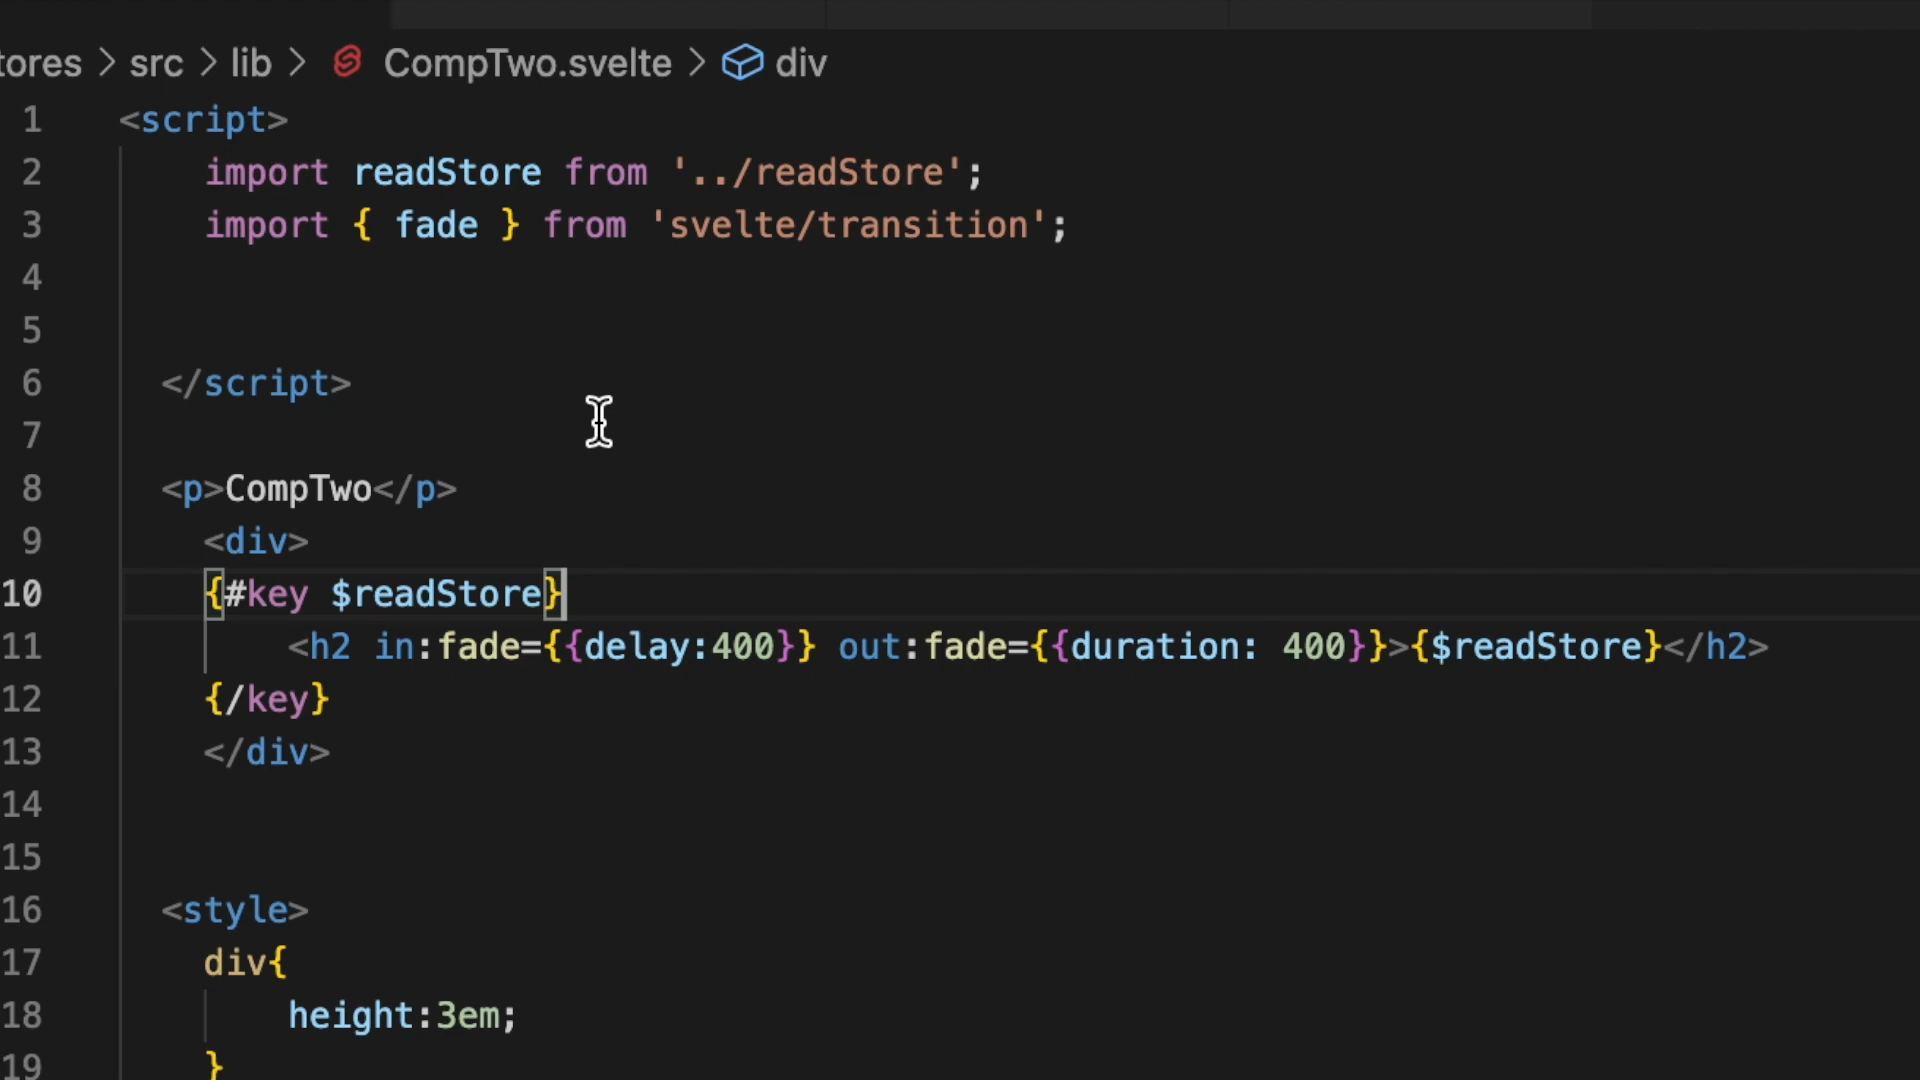 tores > src > lib > CompTwo.svelte > div
1 <script>
2 import readStore from '../readStore';
3 import { fade } from 'svelte/transition';
4
5
6 </script>
7
8 <p>CompTwo</p>
9 <div>
10 {#key $readStore}
11 <h2 in:fade={{delay:400}} out:fade={{duration: 400}}>{$readStore}</h2>
12 {/key}
13 </div>
14
15
16 <style>
17 div{
18 height:3em;
19 }